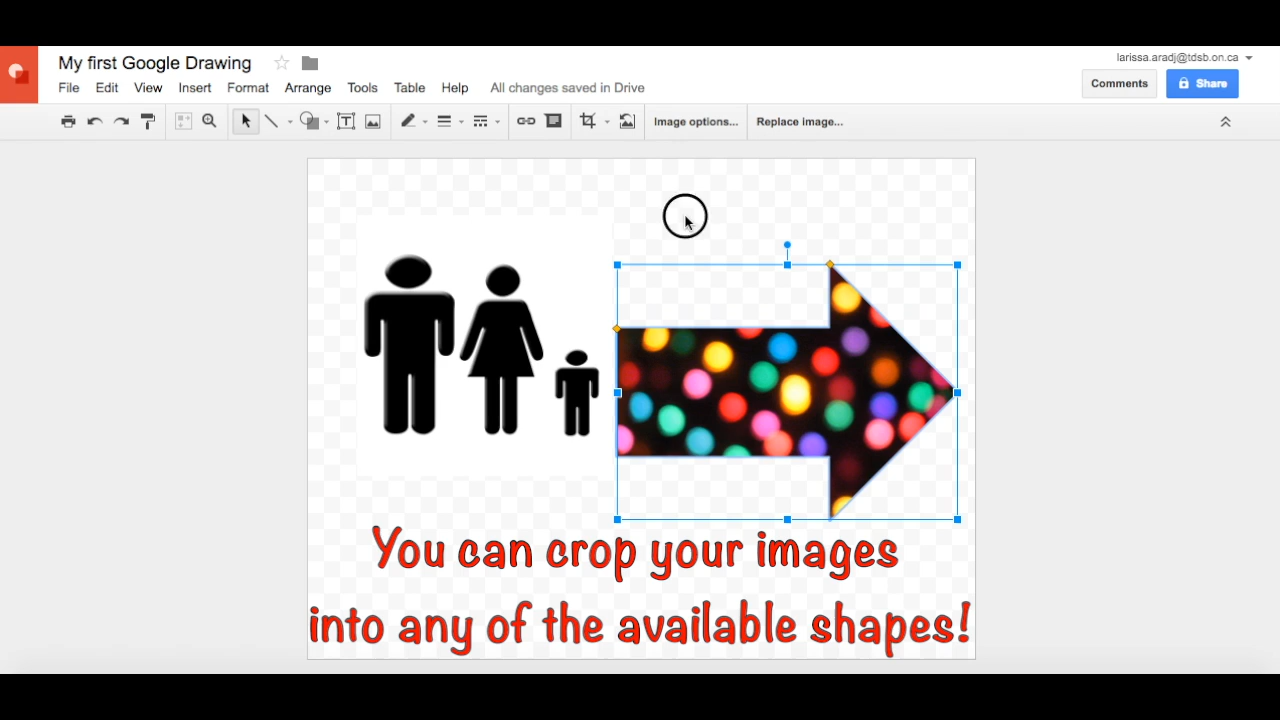 My first Google Drawing
larissa.aradj@tdsb.on.ca
File Edit View Insert Format Arrange Tools Table Help All changes saved in Drive
Comments
Share
Image options...
Replace image...
You can crop your images
into any of the available shapes!